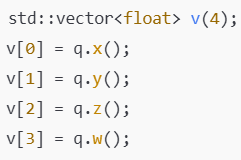 std::vector<float> v(4);
v[0] = q.x();
v[1] = q.y();
v[2] = q.z();
v[3] = q.w();